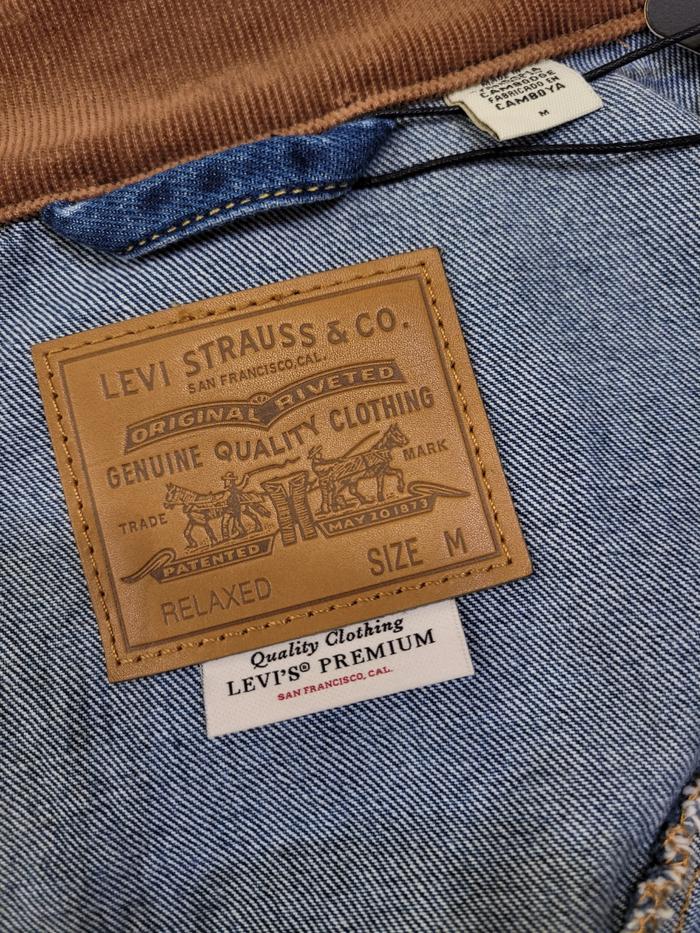 CAMBODGE
FABRICADO EN
CAMBOYA
M
LEVI STRAUSS & CO.
SAN FRANCISCO, CAL.
ORIGINAL RIVETED
GENUINE QUALITY CLOTHING
TRADE MARK
PATENTED MAY 20 1873
RELAXED SIZE M
Quality Clothing
LEVI'S® PREMIUM
SAN FRANCISCO, CAL.